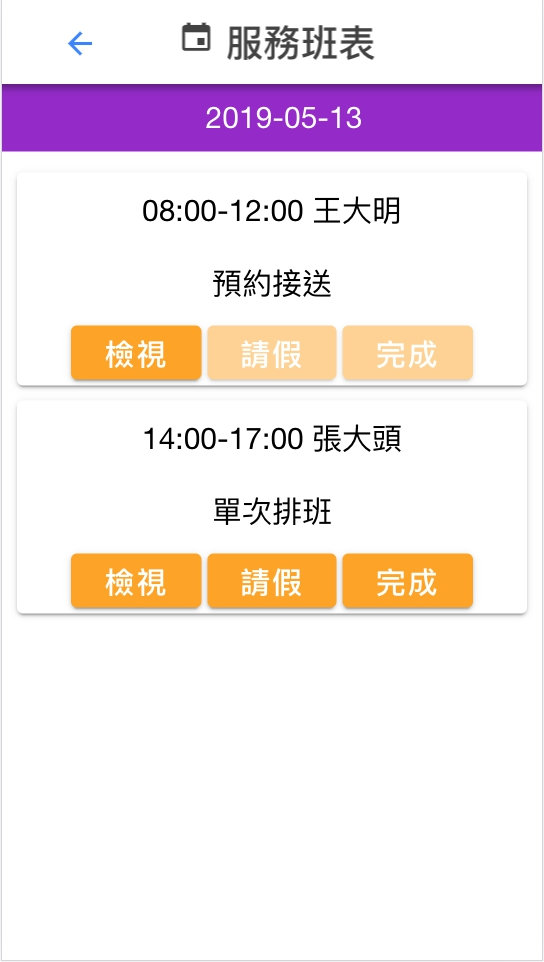 服務班表
2019-05-13
08:00-12:00 王大明
預約接送
檢視 請假 完成
14:00-17:00 張大頭
單次排班
檢視 請假 完成